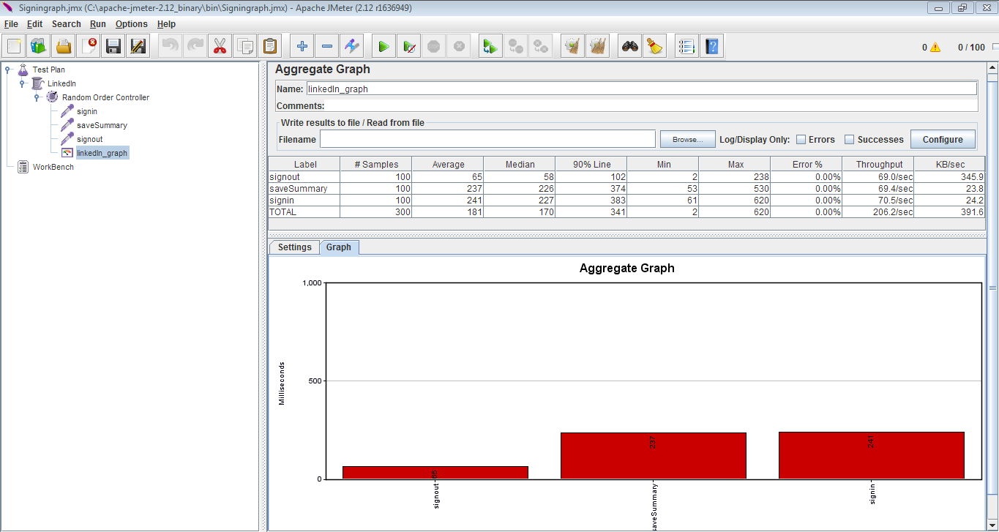 Signingraph.jmx (C:\apache-jmeter-2.12_binary\bin\Signingraph.jmx) - Apache JMeter (2.12 r1636949)
File Edit Search Run Options Help
0 0 / 100
Test Plan
LinkedIn
Random Order Controller
signin
saveSummary
signout
linkedIn_graph
WorkBench
Aggregate Graph
Name: linkedIn_graph
Comments:
Write results to file / Read from file
Filename Browse... Log/Display Only: Errors Successes Configure
Label # Samples Average Median 90% Line Min Max Error % Throughput KB/sec
signout 100 65 58 102 2 238 0.00% 69.0/sec 345.9
saveSummary 100 237 226 374 53 530 0.00% 69.4/sec 23.8
signin 100 241 227 383 61 620 0.00% 70.5/sec 24.2
TOTAL 300 181 170 341 2 620 0.00% 206.2/sec 391.6
Settings Graph
Aggregate Graph
1,000
Milliseconds
500
0
65
237
241
signout
saveSummary
signin